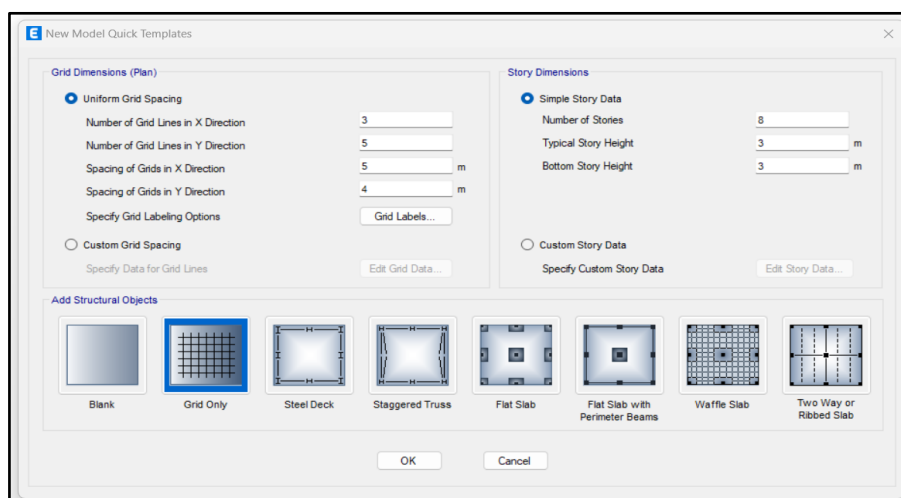 E New Model Quick Templates
Grid Dimensions (Plan)
Uniform Grid Spacing
Number of Grid Lines in X Direction 3
Number of Grid Lines in Y Direction 5
Spacing of Grids in X Direction 5 m
Spacing of Grids in Y Direction 4 m
Specify Grid Labeling Options Grid Labels...
Custom Grid Spacing
Specify Data for Grid Lines Edit Grid Data...
Story Dimensions
Simple Story Data
Number of Stories 8
Typical Story Height 3 m
Bottom Story Height 3 m
Custom Story Data
Specify Custom Story Data Edit Story Data...
Add Structural Objects
Blank
Grid Only
Steel Deck
Staggered Truss
Flat Slab
Flat Slab with
Perimeter Beams
Waffle Slab
Two Way or
Ribbed Slab
OK Cancel